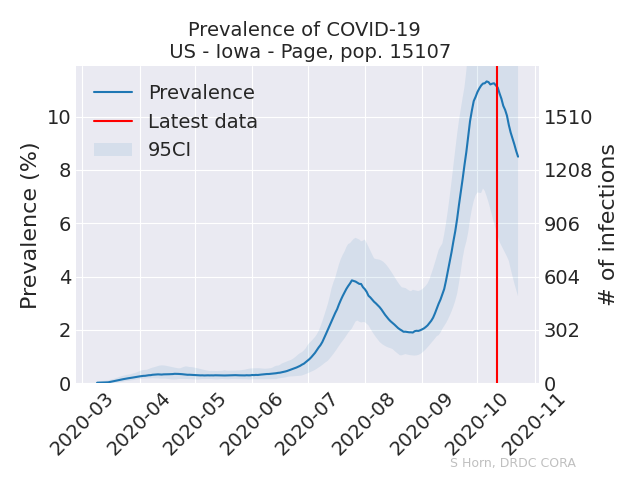 Prevalence of COVID-19
US - Iowa - Page, pop. 15107
Prevalence
Latest data
95CI
Prevalence (%)
10
8
6
4
2
0
1510
1208
906
604
302
0
# of infections
2020-03
2020-04
2020-05
2020-06
2020-07
2020-08
2020-09
2020-10
2020-11
S Horn, DRDC CORA